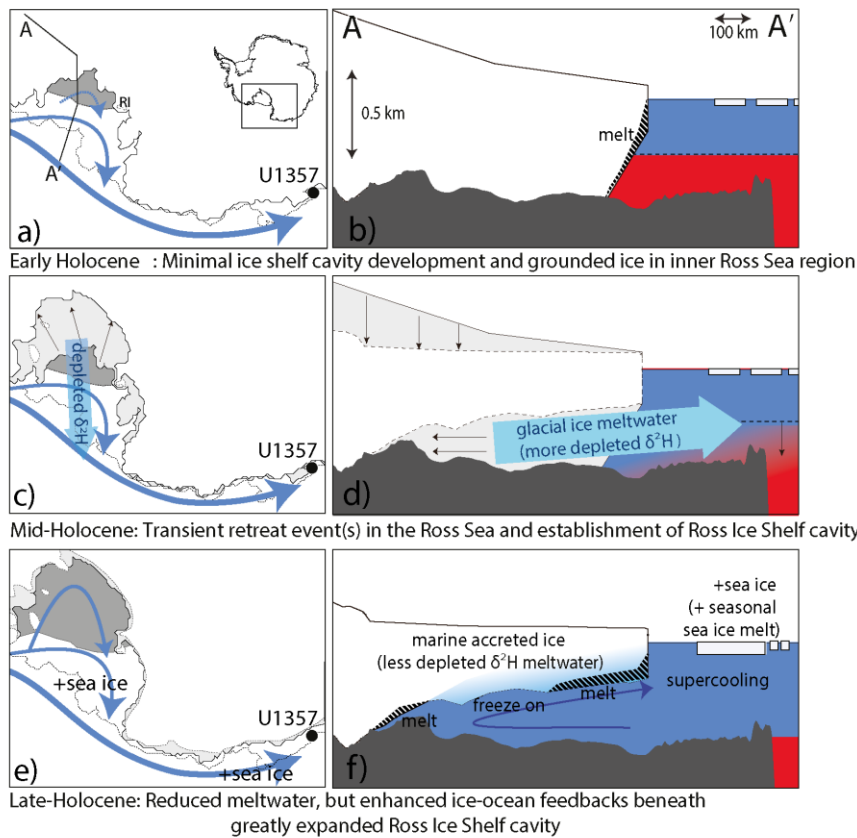 A
RI
A'
U1357
a)
A
100 km
A'
0.5 km
melt
b)
Early Holocene : Minimal ice shelf cavity development and grounded ice in inner Ross Sea region
depleted δ²H
U1357
c)
glacial ice meltwater
(more depleted δ²H)
d)
Mid-Holocene: Transient retreat event(s) in the Ross Sea and establishment of Ross Ice Shelf cavity
+sea ice
U1357
+sea ice
e)
+sea ice
(+ seasonal
sea ice melt)
marine accreted ice
(less depleted δ²H meltwater)
supercooling
melt
freeze on
melt
f)
Late-Holocene: Reduced meltwater, but enhanced ice-ocean feedbacks beneath
greatly expanded Ross Ice Shelf cavity